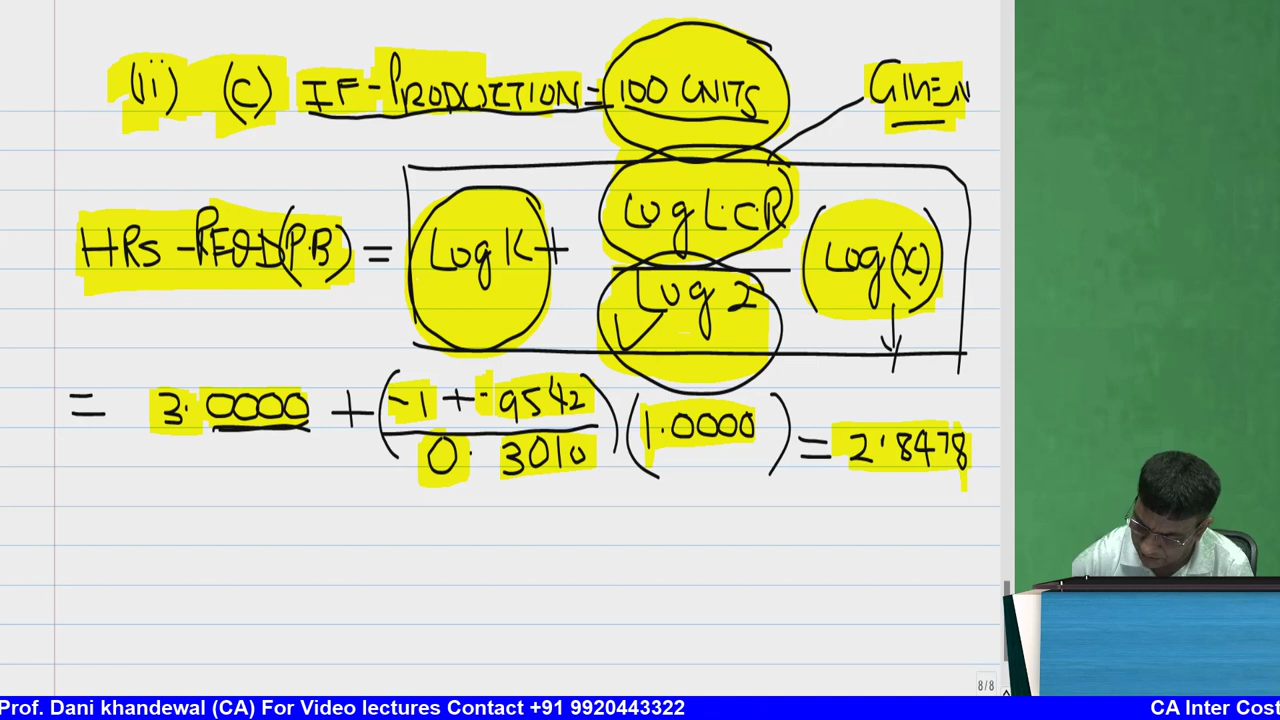 (ii) (C) IF-PRODUCTION = 100 UNITS GIVEN
HRS-REQD(P.B) = Log K + Log L.C.R / Log 2 (Log(x))
= 3.0000 + (-1 + .9542 / 0.3010) (1.0000) = 2.8478
8/8
Prof. Dani khandewal (CA) For Video lectures Contact +91 9920443322 CA Inter Cost